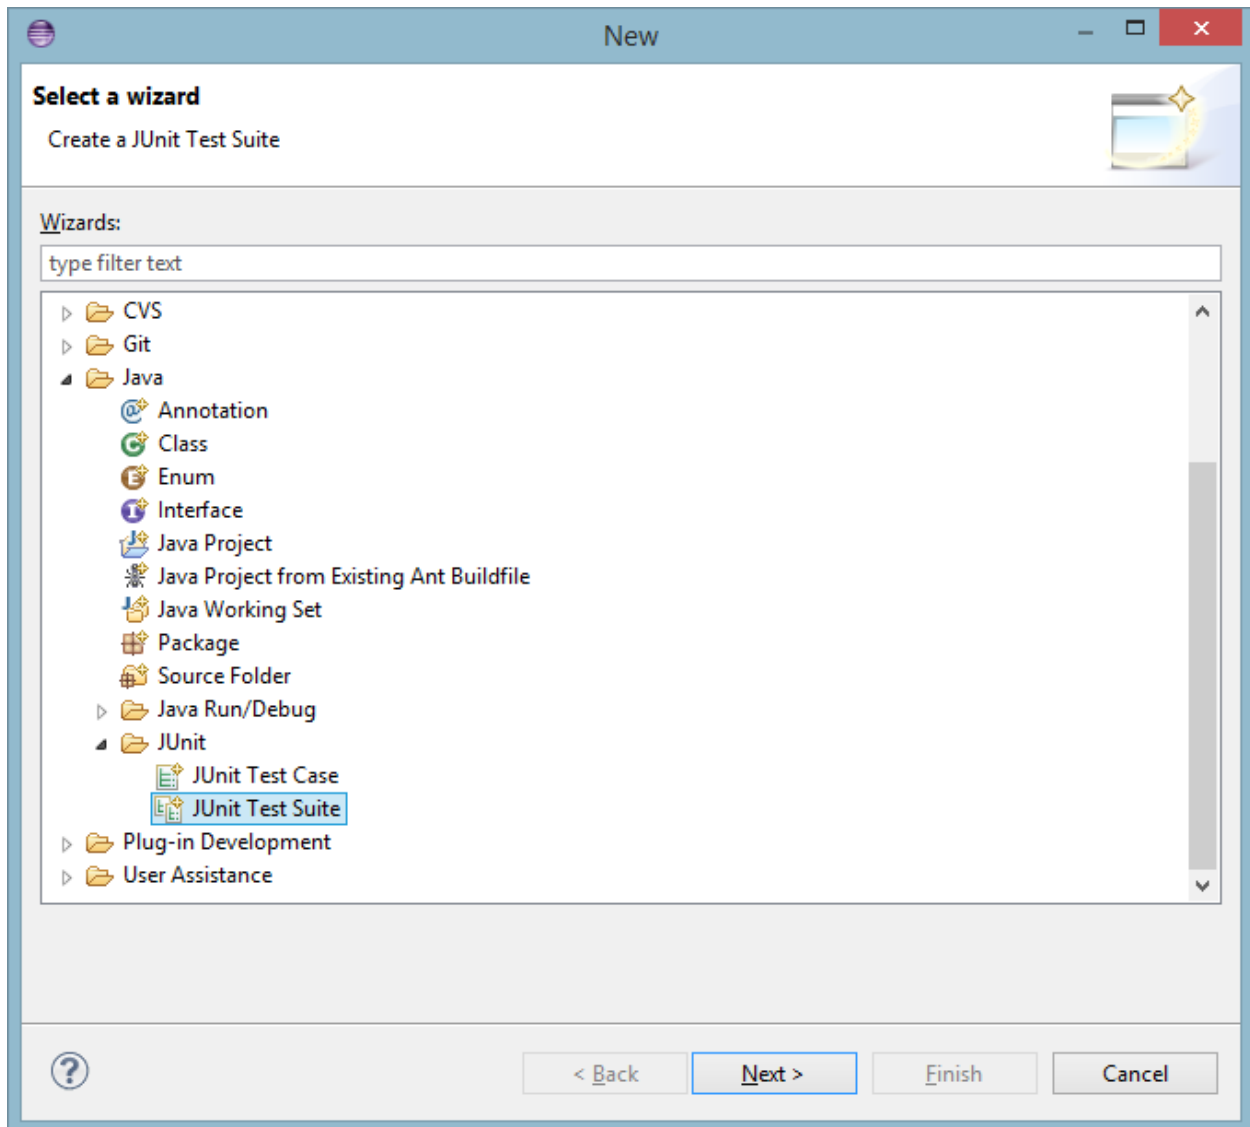 New
Select a wizard
Create a JUnit Test Suite
Wizards:
type filter text
CVS
Git
Java
Annotation
Class
Enum
Interface
Java Project
Java Project from Existing Ant Buildfile
Java Working Set
Package
Source Folder
Java Run/Debug
JUnit
JUnit Test Case
JUnit Test Suite
Plug-in Development
User Assistance
? < Back Next > Finish Cancel